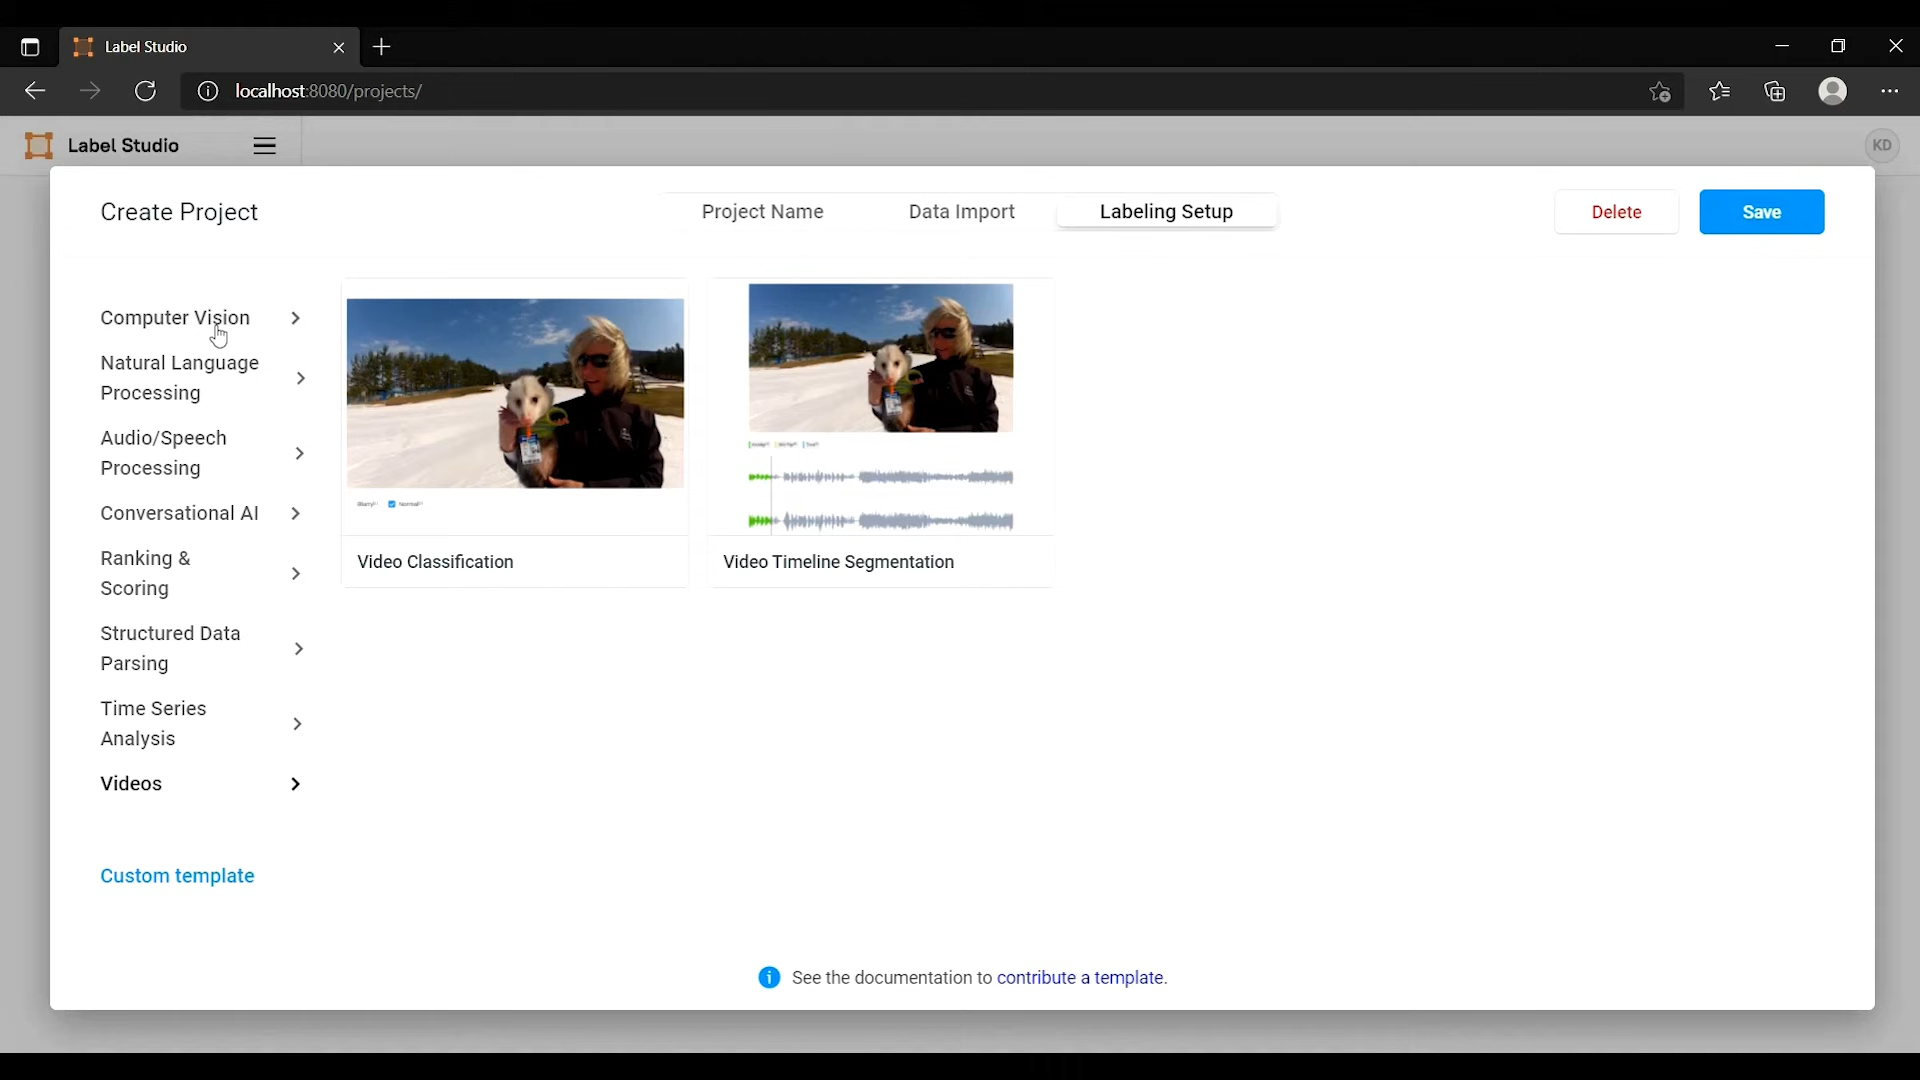 Label Studio
localhost:8080/projects/
Label Studio
KD
Create Project
Project Name
Data Import
Labeling Setup
Delete
Save
Computer Vision
Natural Language
Processing
Audio/Speech
Processing
Conversational AI
Ranking &
Scoring
Structured Data
Parsing
Time Series
Analysis
Videos
Custom template
Video Classification
Video Timeline Segmentation
See the documentation to contribute a template.